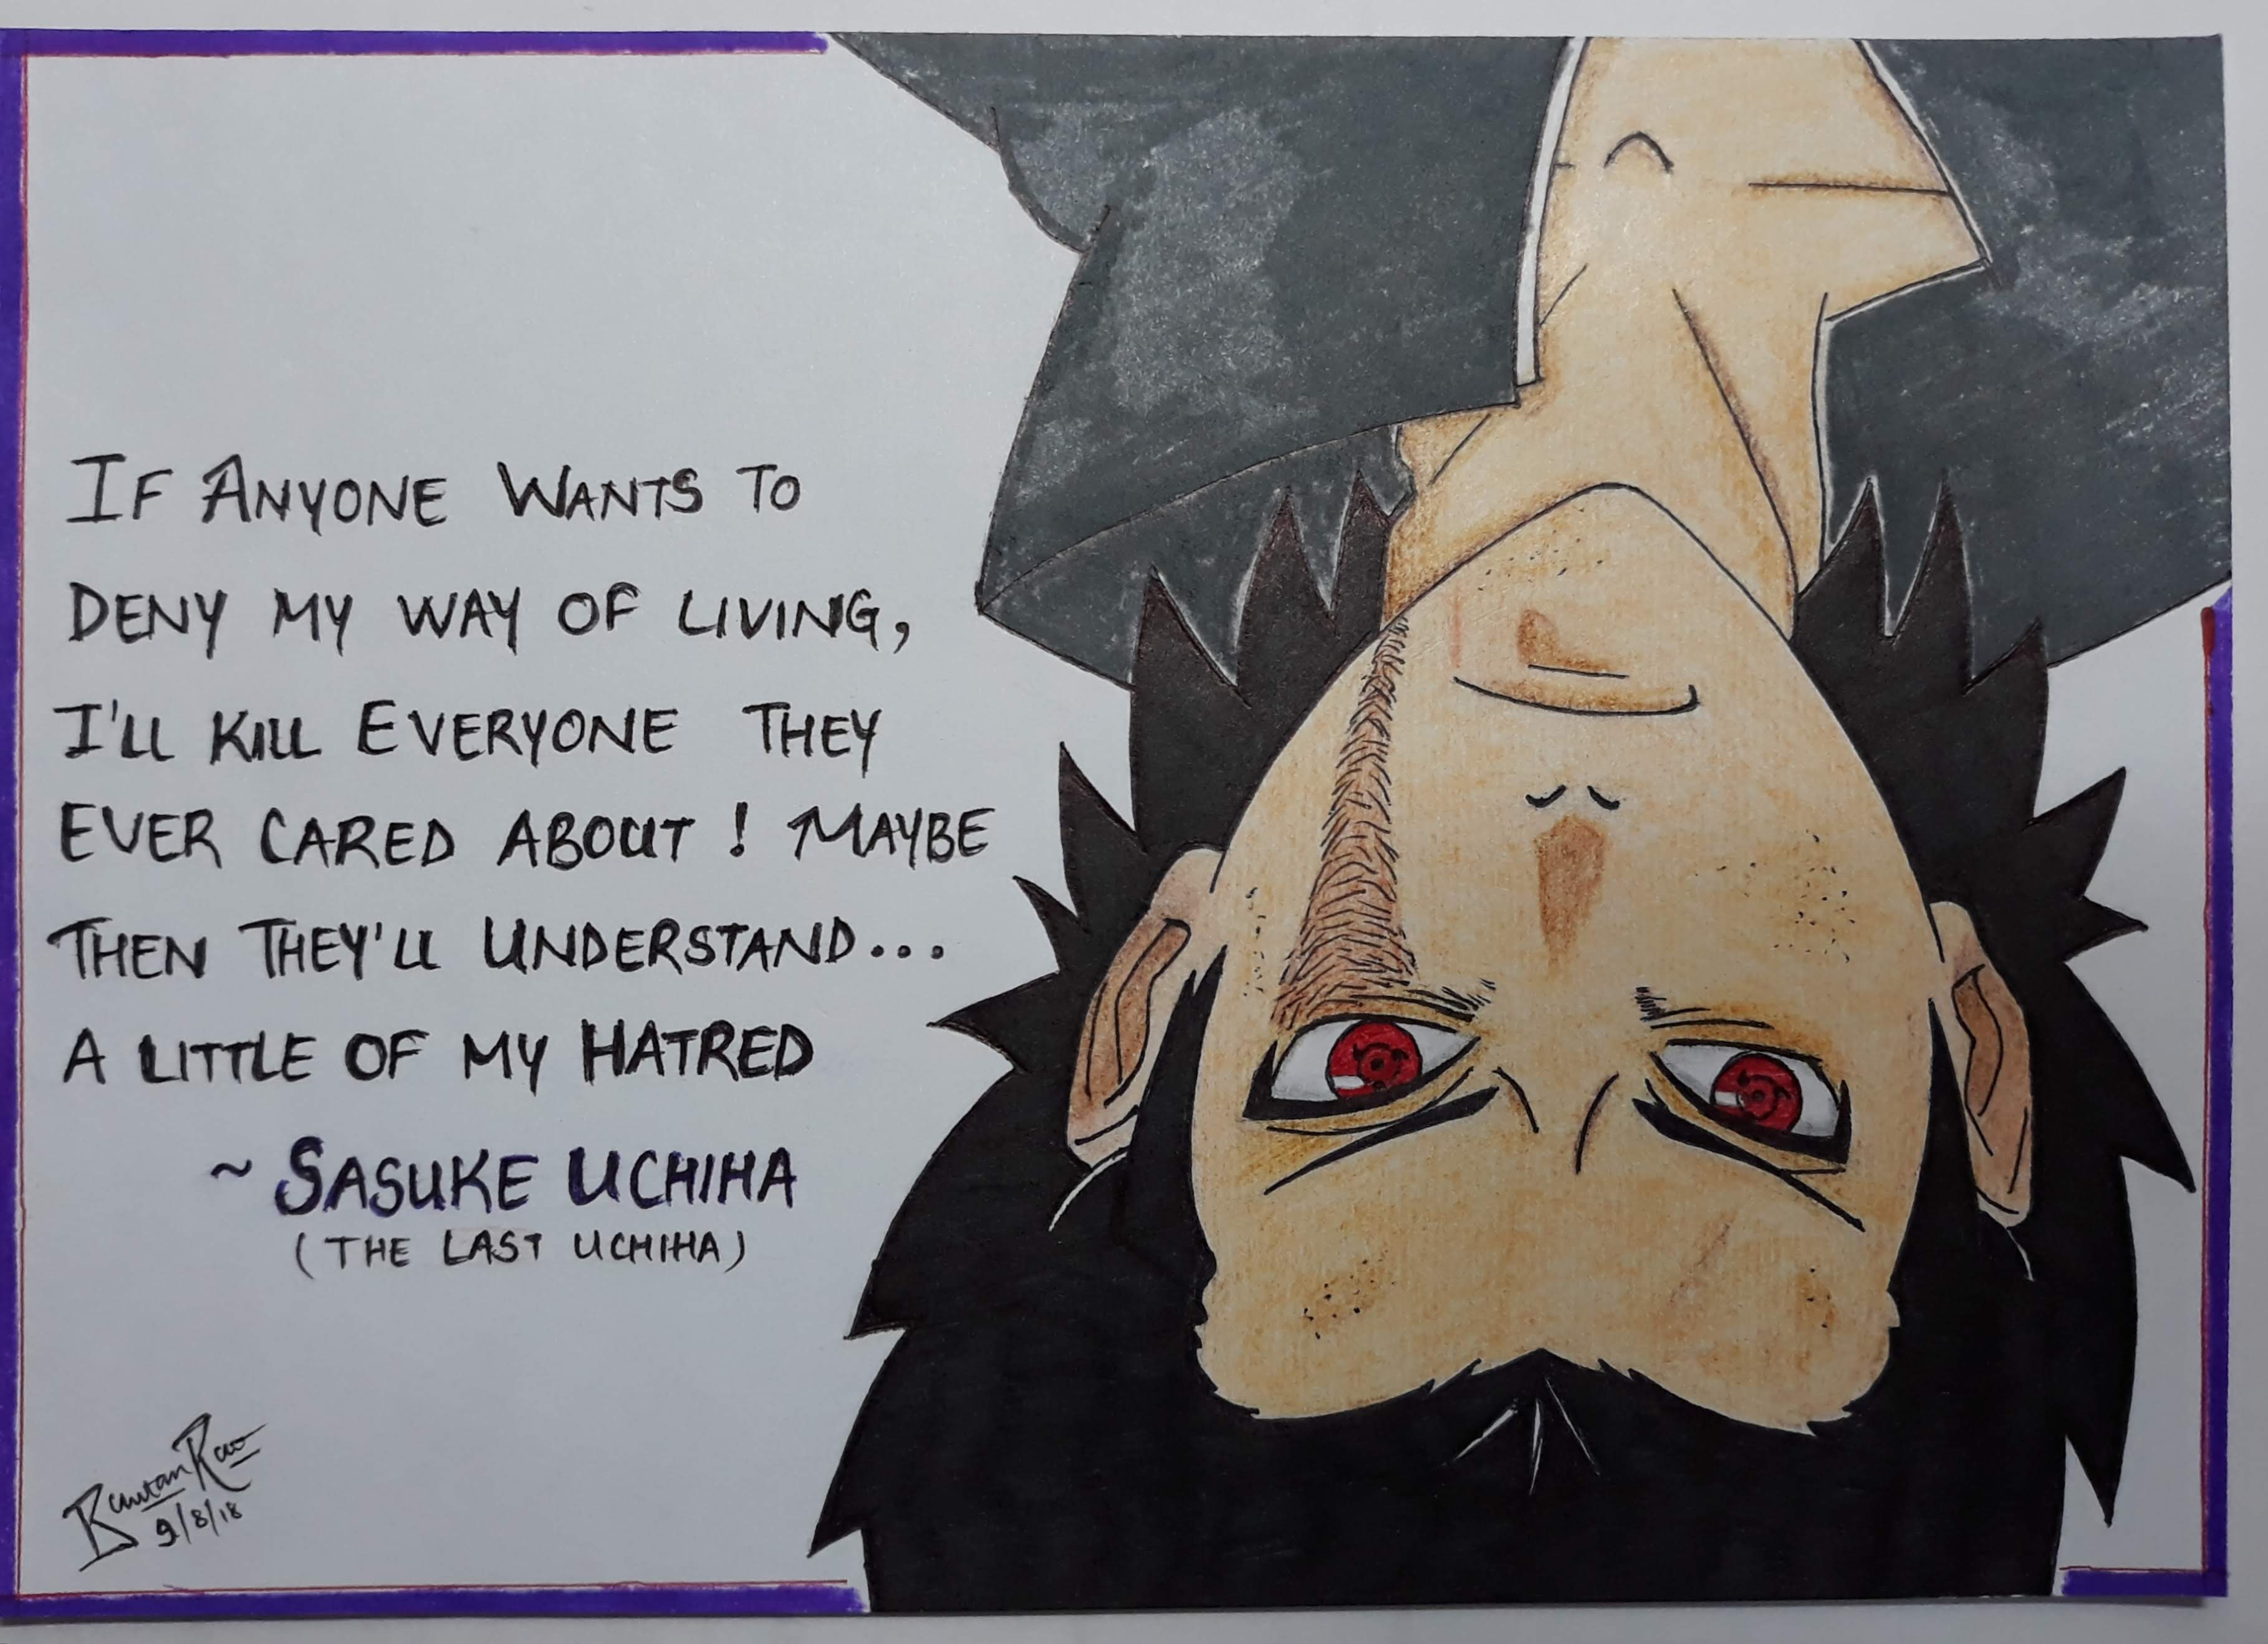 IF ANYONE WANTS TO
DENY MY WAY OF LIVING,
I'LL KILL EVERYONE THEY
EVER CARED ABOUT! MAYBE
THEN THEY'LL UNDERSTAND...
A LITTLE OF MY HATRED
~ SASUKE UCHIHA
(THE LAST UCHIHA)
Rao
9/8/18